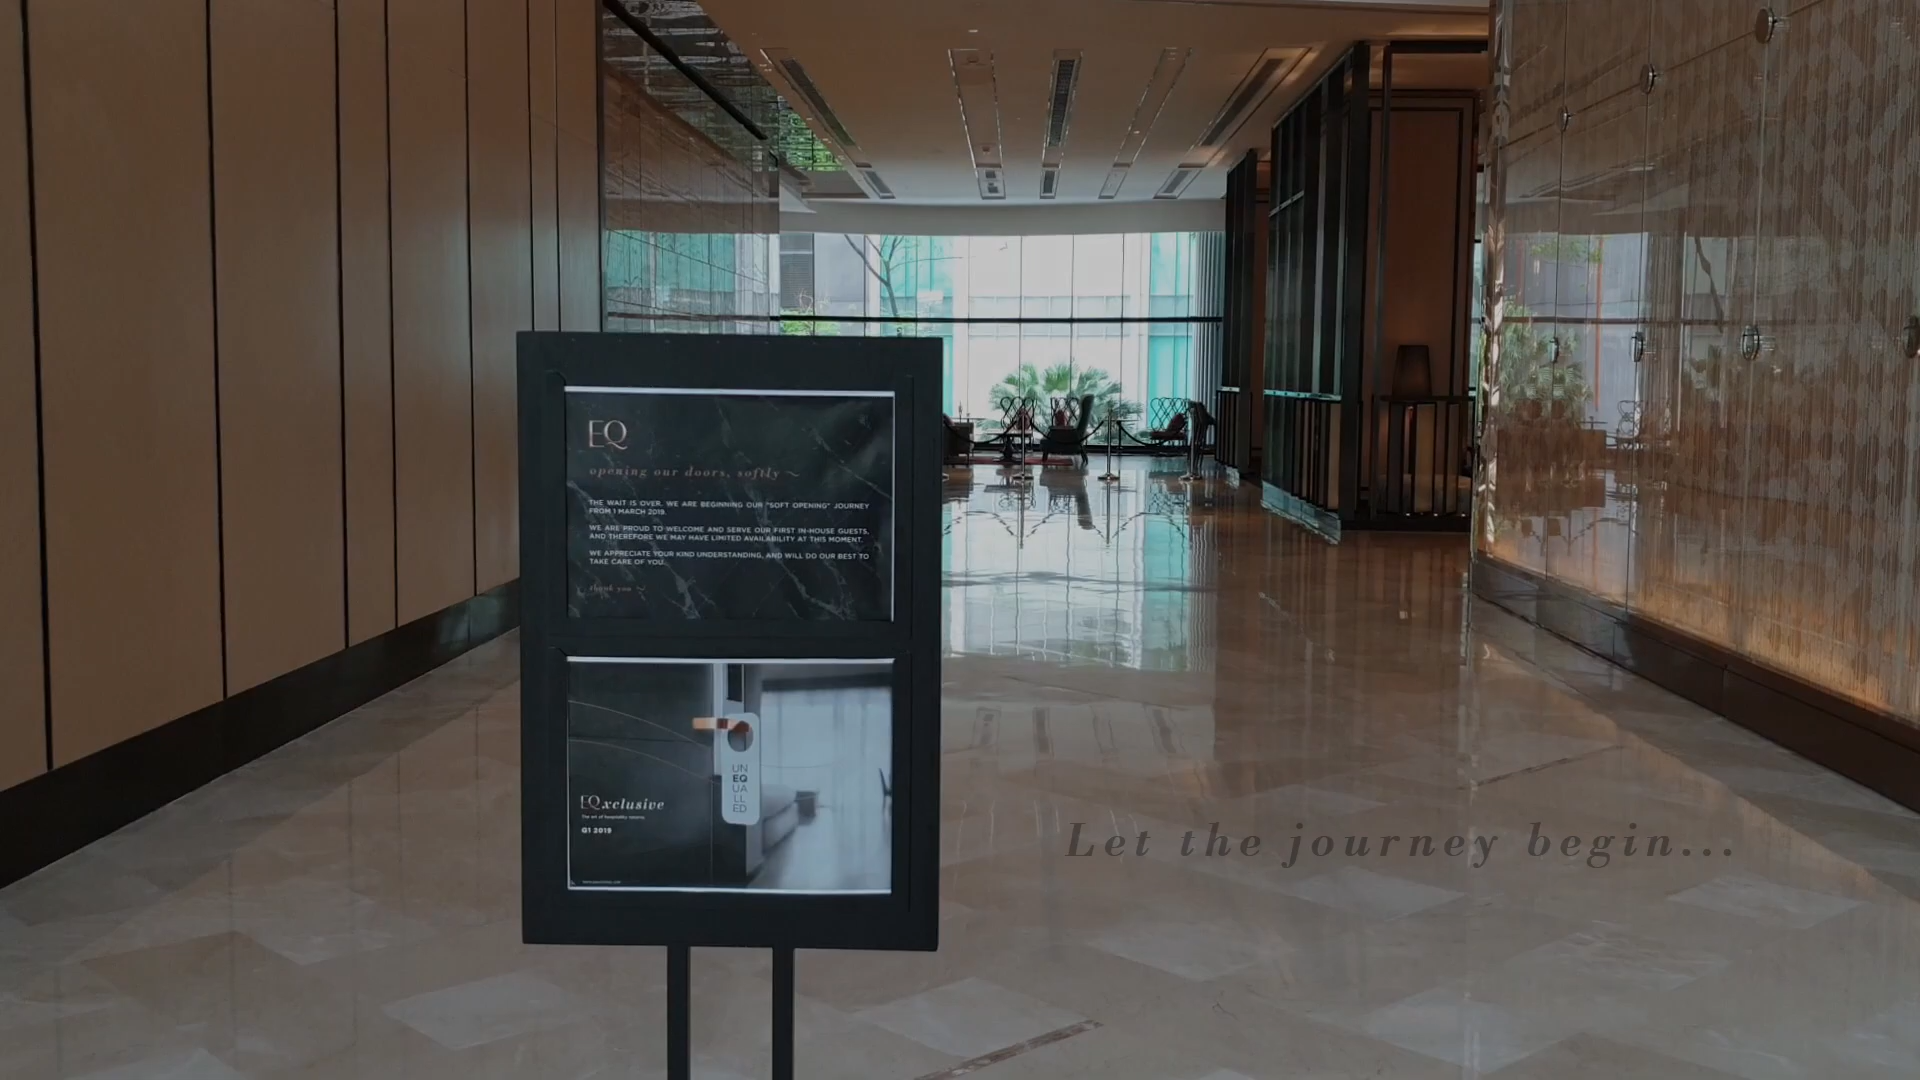 EQ
opening our doors, softly ~
THE WAIT IS OVER. WE ARE BEGINNING OUR "SOFT OPENING" JOURNEY
FROM 1 MARCH 2019.
WE ARE PROUD TO WELCOME AND SERVE OUR FIRST IN-HOUSE GUESTS,
AND THEREFORE WE MAY HAVE LIMITED AVAILABILITY AT THIS MOMENT.
WE APPRECIATE YOUR KIND UNDERSTANDING, AND WILL DO OUR BEST TO
TAKE CARE OF YOU.
thank you ~
UN
EQ
UA
LL
ED
EQxclusive
The art of hospitality returns
Q1 2019
Let the journey begin...